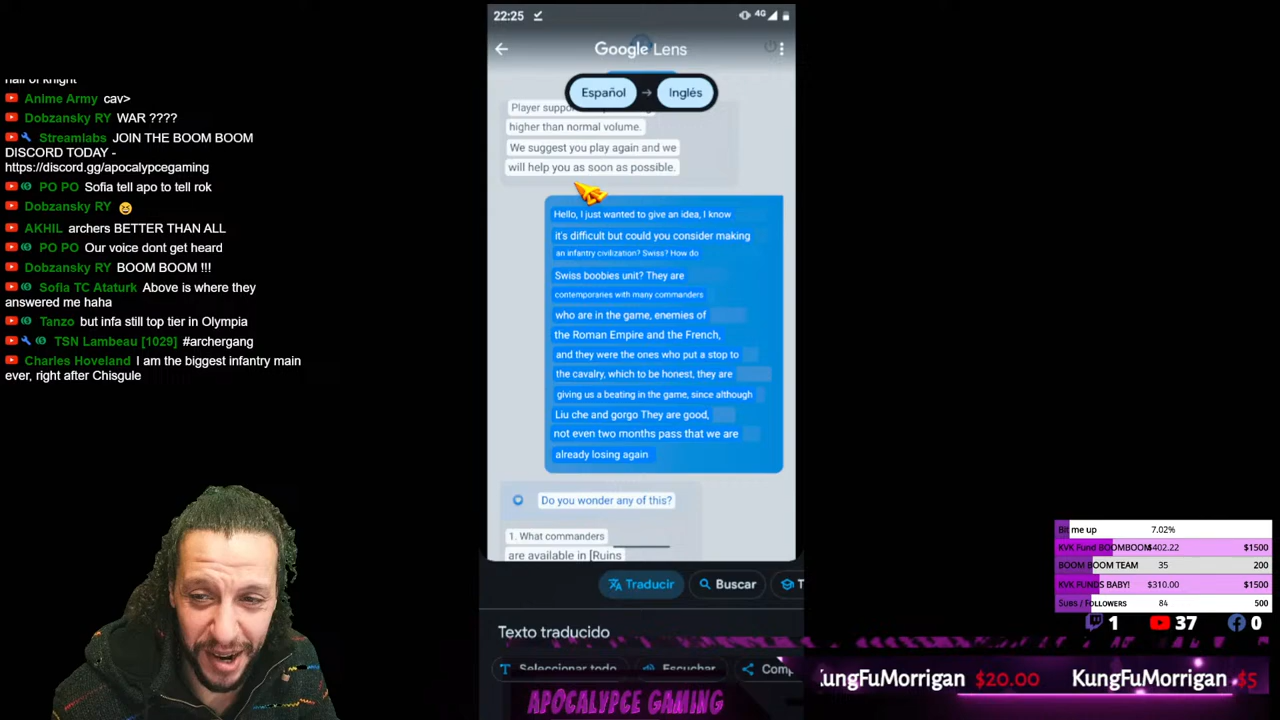 hall of knight
Anime Army cav>
Dobzansky RY WAR ????
Streamlabs JOIN THE BOOM BOOM
DISCORD TODAY -
https://discord.gg/apocalypcegaming
PO PO Sofia tell apo to tell rok
Dobzansky RY
AKHIL archers BETTER THAN ALL
PO PO Our voice dont get heard
Dobzansky RY BOOM BOOM !!!
Sofia TC Ataturk Above is where they
answered me haha
Tanzo but infa still top tier in Olympia
TSN Lambeau [1029] #archergang
Charles Hoveland I am the biggest infantry main
ever, right after Chisgule
22:25
4G
Google Lens
Español → Inglés
Player
higher than normal volume.
We suggest you play again and we
will help you as soon as possible.
Hello, I just wanted to give an idea, I know
it's difficult but could you consider making
an infantry civilization? Swiss? How do
Swiss boobies unit? They are
contemporaries with many commanders
who are in the game, enemies of
the Roman Empire and the French,
and they were the ones who put a stop to
the cavalry, which to be honest, they are
giving us a beating in the game, since although
Liu che and gorgo They are good,
not even two months pass that we are
already losing again
Do you wonder any of this?
1. What commanders
are available in [Ruins
Traducir
Buscar
T
Texto traducido
Seleccionar todo
Escuchar
Comp
APOCALYPCE GAMING
me up 7.02%
KVK Fund BOOMBOOM $402.22 $1500
BOOM BOOM TEAM 35 200
KVK FUNDS BABY! $310.00 $1500
Subs / Followers 84 500
1 37 0
KungFuMorrigan $20.00 KungFuMorrigan $5